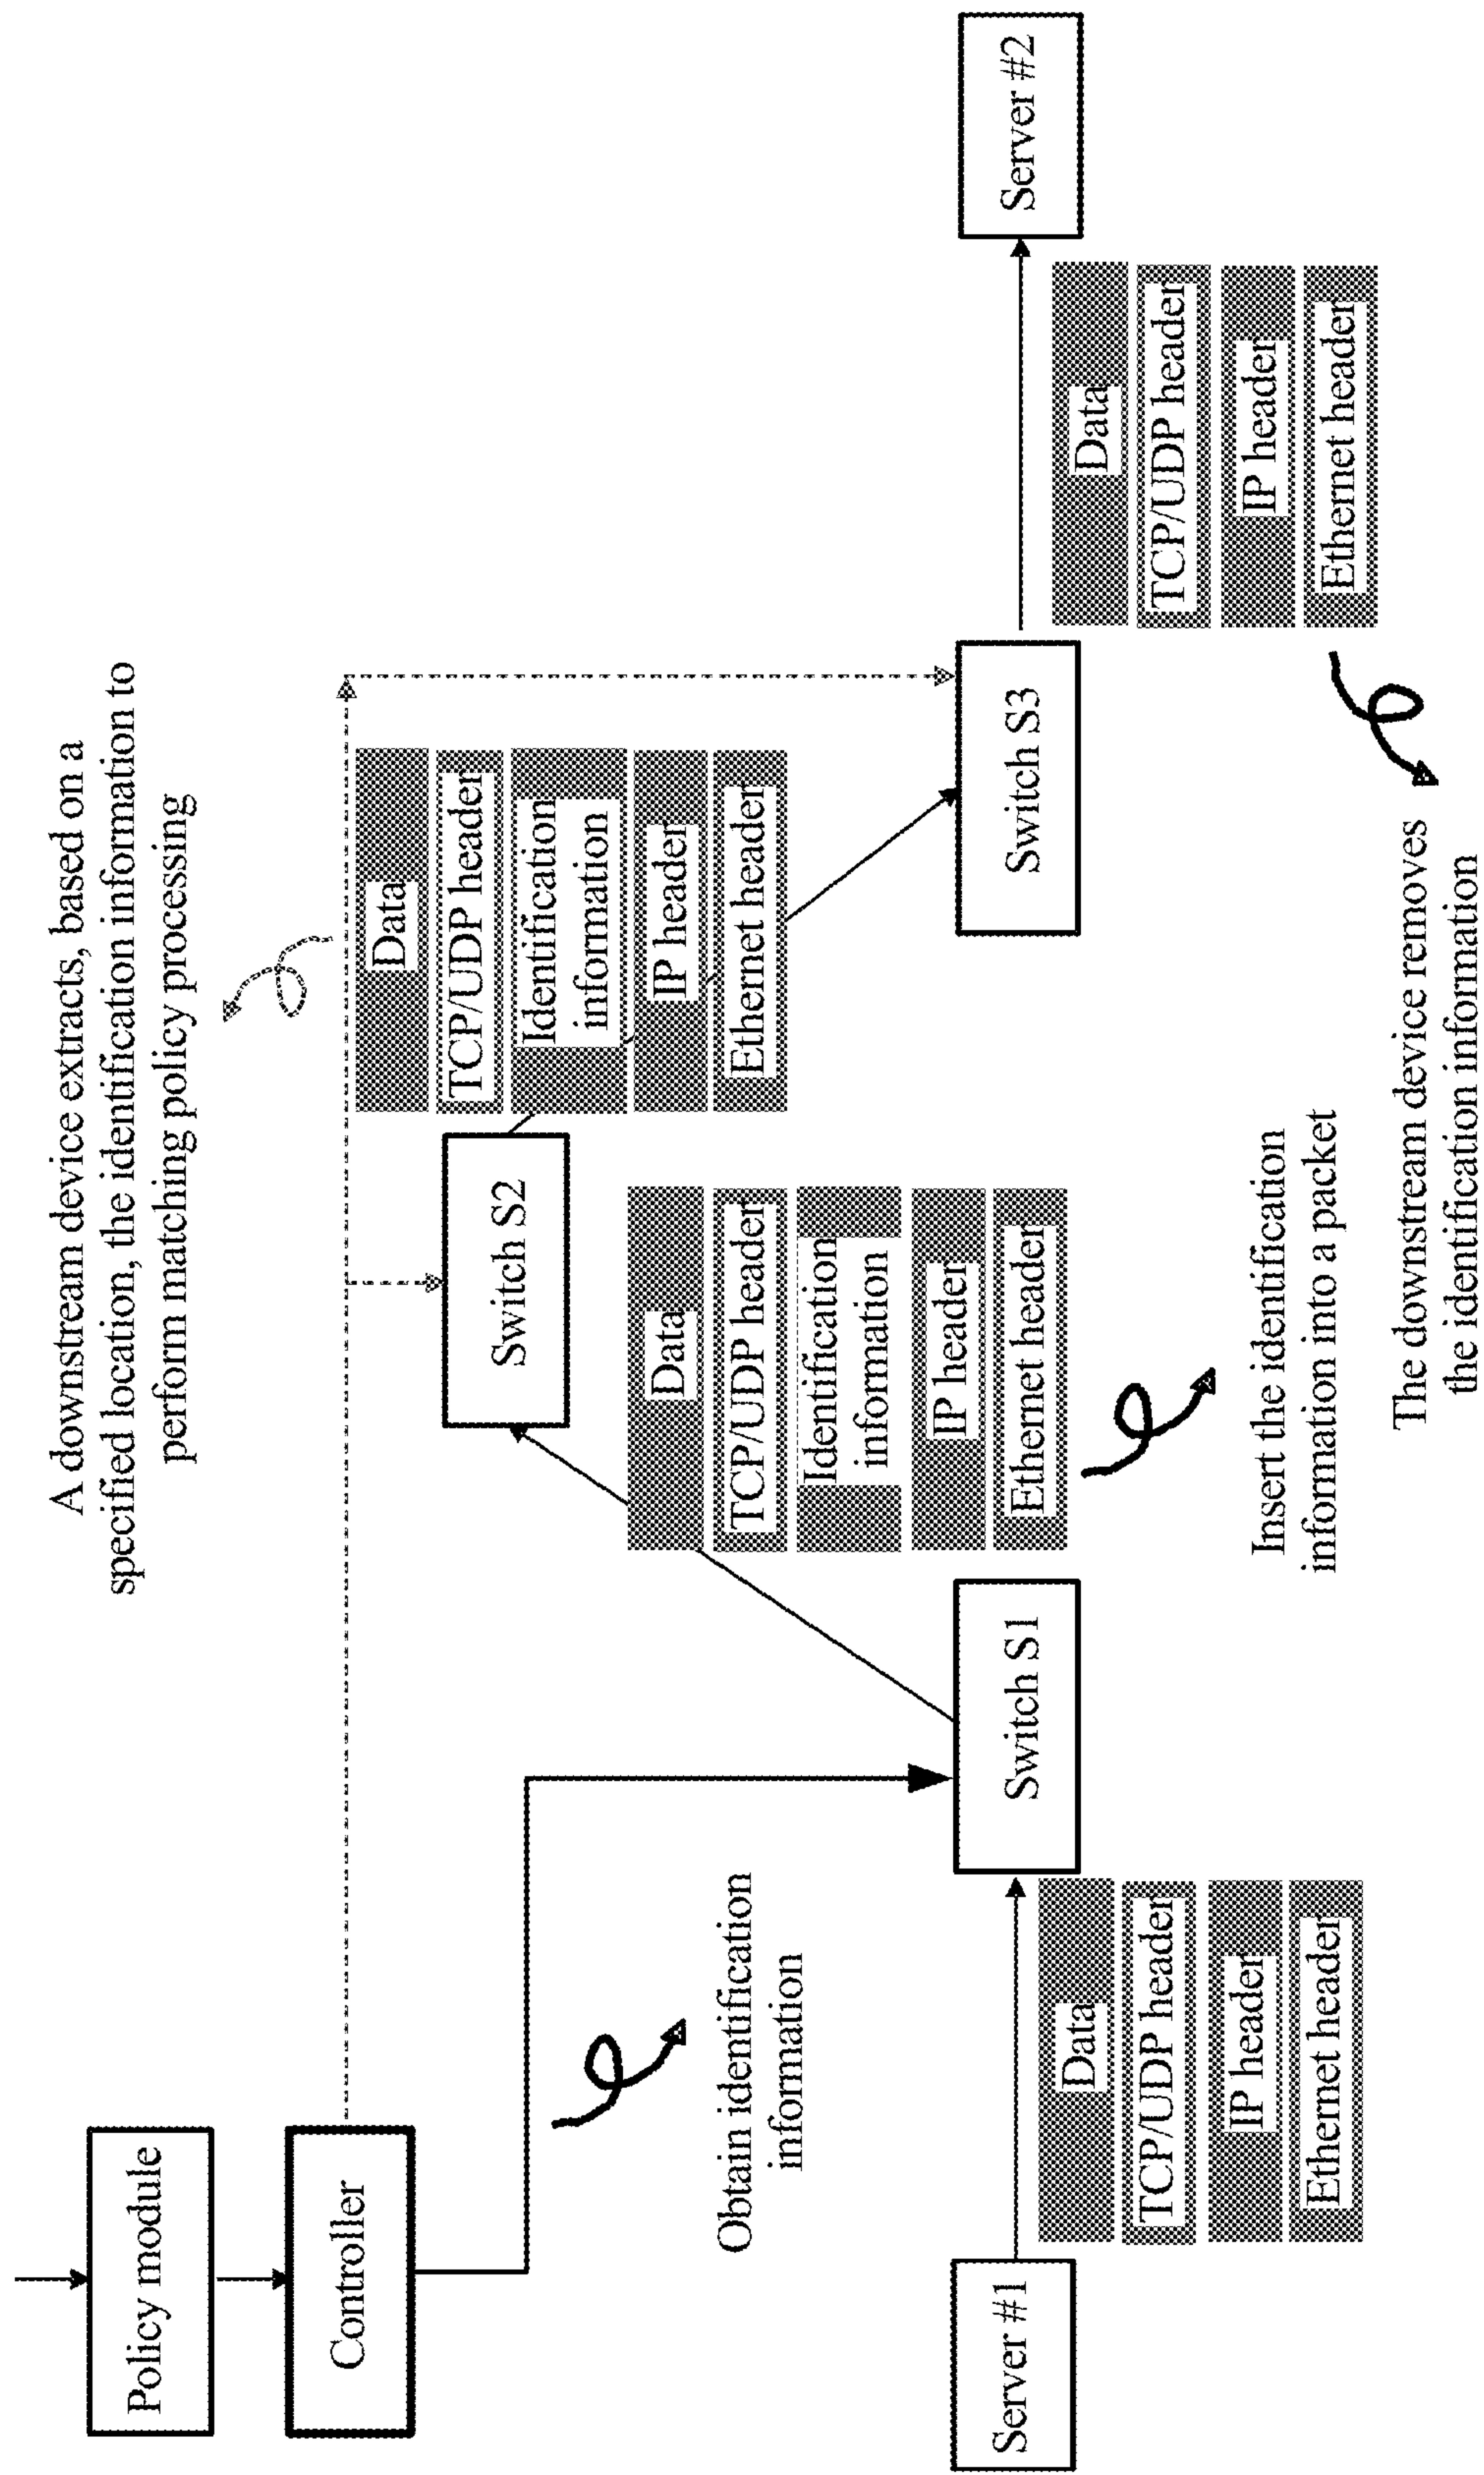 Policy module
Controller
A downstream device extracts, based on a
specified location, the identification information to
perfom matching policy processing
Obtain identification
information
Server #1
Data
TCP/UDP header
IP header
Ethernet header
Switch S1
Data
TCP/UDP header
Identification
information
IP header
Ethernet header
Insert the identification
information into a packet
Switch S2
Data
TCP/UDP header
Identification
information
IP header
Ethernet header
Switch S3
Data
TCP/UDP header
IP header
Ethernet header
The downstream device removes
the identification information
Server #2